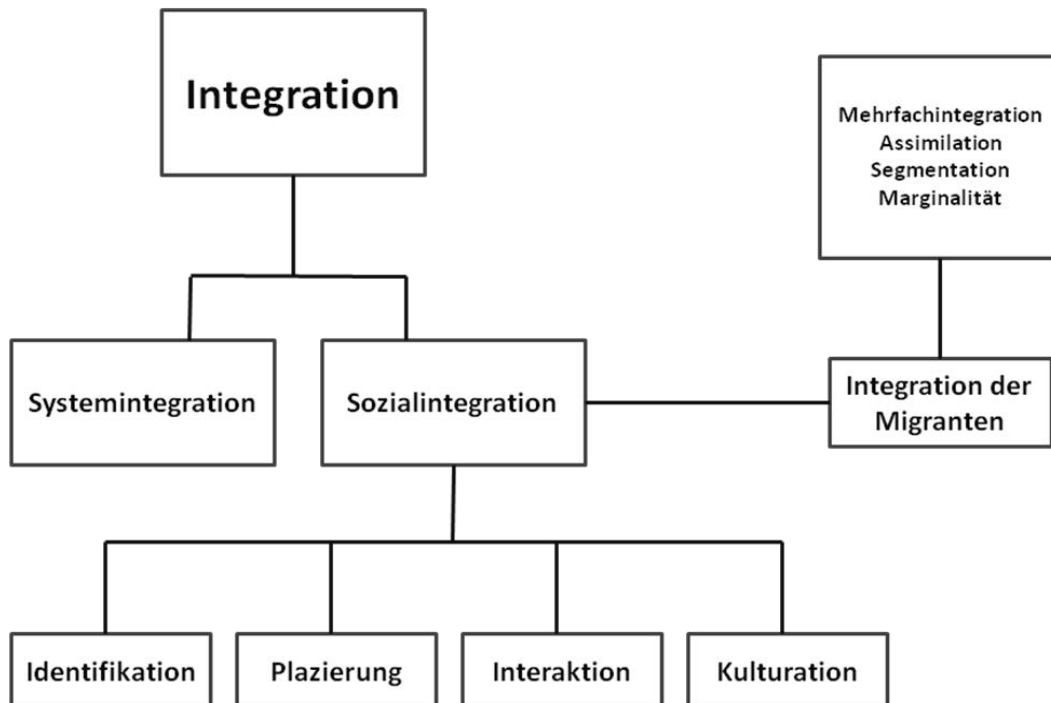 Integration
Mehrfachintegration
Assimilation
Segmentation
Marginalität
Systemintegration
Sozialintegration
Integration der
Migranten
Identifikation
Plazierung
Interaktion
Kulturation